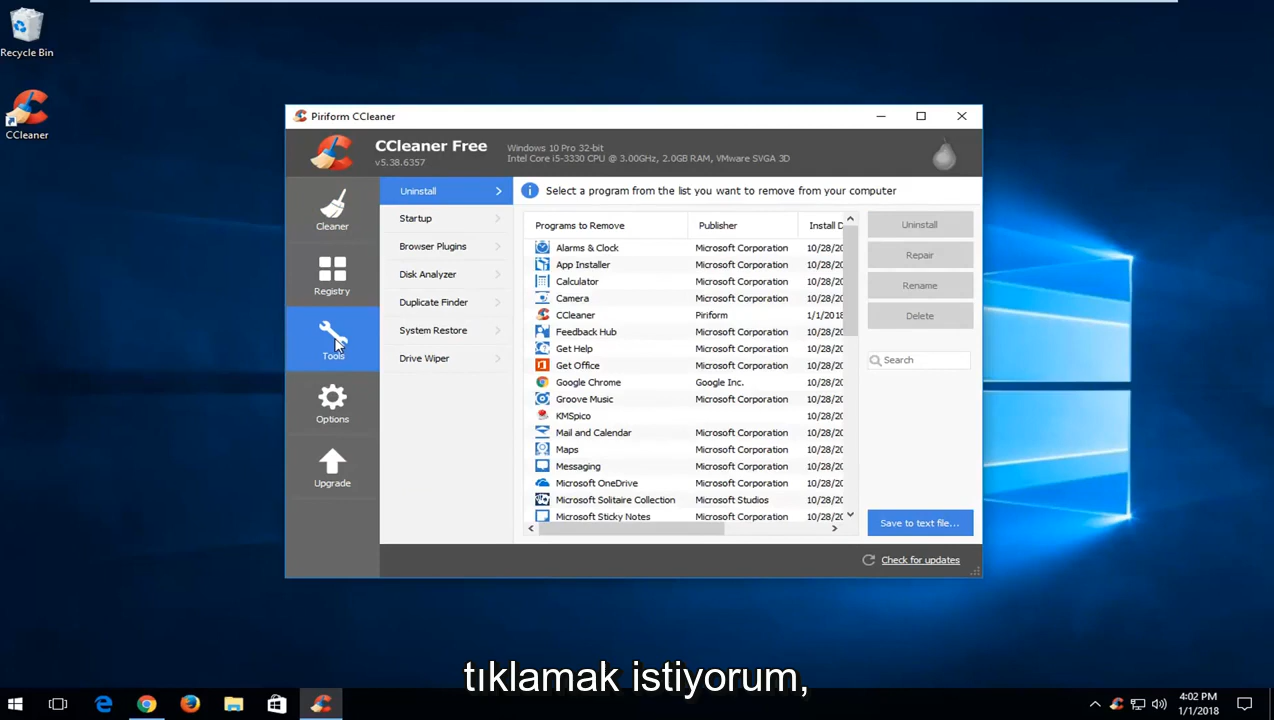 Recycle Bin
CCleaner
Piriform CCleaner
CCleaner Free
v5.38.6357
Windows 10 Pro 32-bit
Intel Core i5-3330 CPU @ 3.00GHz, 2.0GB RAM, VMware SVGA 3D
Cleaner
Registry
Tools
Options
Upgrade
Uninstall
Startup
Browser Plugins
Disk Analyzer
Duplicate Finder
System Restore
Drive Wiper
Select a program from the list you want to remove from your computer
Programs to Remove Publisher Install D
Alarms & Clock Microsoft Corporation 10/28/20
App Installer Microsoft Corporation 10/28/20
Calculator Microsoft Corporation 10/28/20
Camera Microsoft Corporation 10/28/20
CCleaner Piriform 1/1/2018
Feedback Hub Microsoft Corporation 10/28/20
Get Help Microsoft Corporation 10/28/20
Get Office Microsoft Corporation 10/28/20
Google Chrome Google Inc. 10/28/20
Groove Music Microsoft Corporation 10/28/20
KMSpico 10/28/20
Mail and Calendar Microsoft Corporation 10/28/20
Maps Microsoft Corporation 10/28/20
Messaging Microsoft Corporation 10/28/20
Microsoft OneDrive Microsoft Corporation 10/28/20
Microsoft Solitaire Collection Microsoft Studios 10/28/20
Microsoft Sticky Notes Microsoft Corporation 10/28/20
Uninstall
Repair
Rename
Delete
Search
Save to text file...
Check for updates
tıklamak istiyorum,
4:02 PM
1/1/2018